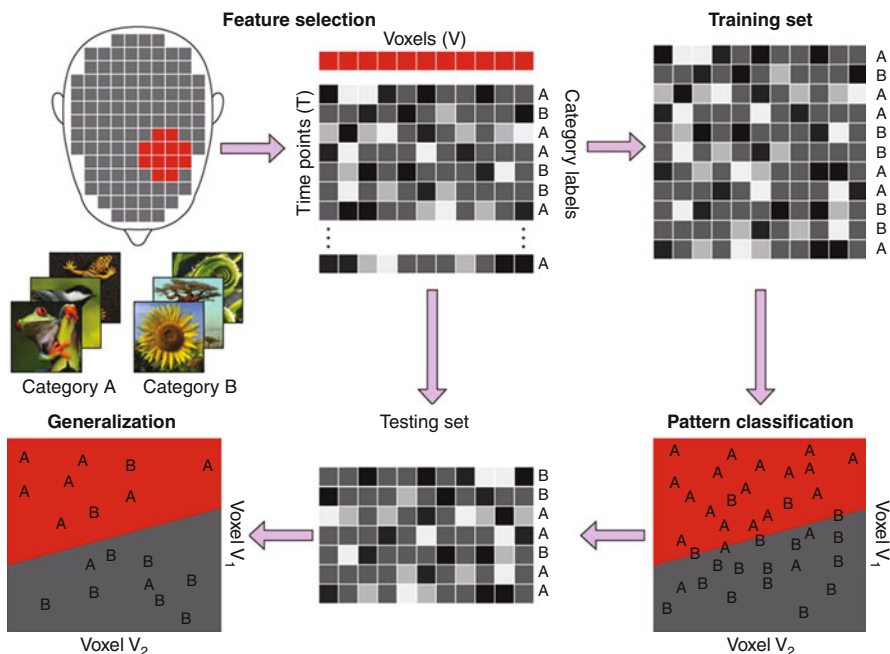 Feature selection
Voxels (V)
Time points (T)
A
B
A
A
B
B
A
A
Category labels
Training set
A
B
A
A
B
B
A
A
B
B
A
Category A
Category B
Generalization
A
A
B
A
A
A
A
B
A
B
A
B
A
B
B
B
B
B
Voxel V1
Voxel V2
Testing set
B
B
A
A
B
A
A
Pattern classification
A
A
A
A
A
A
A
A
A
A
B
A
A
A
A
B
B
A
B
A
B
B
A
B
B
B
B
B
B
A
B
B
B
B
Voxel V1
Voxel V2